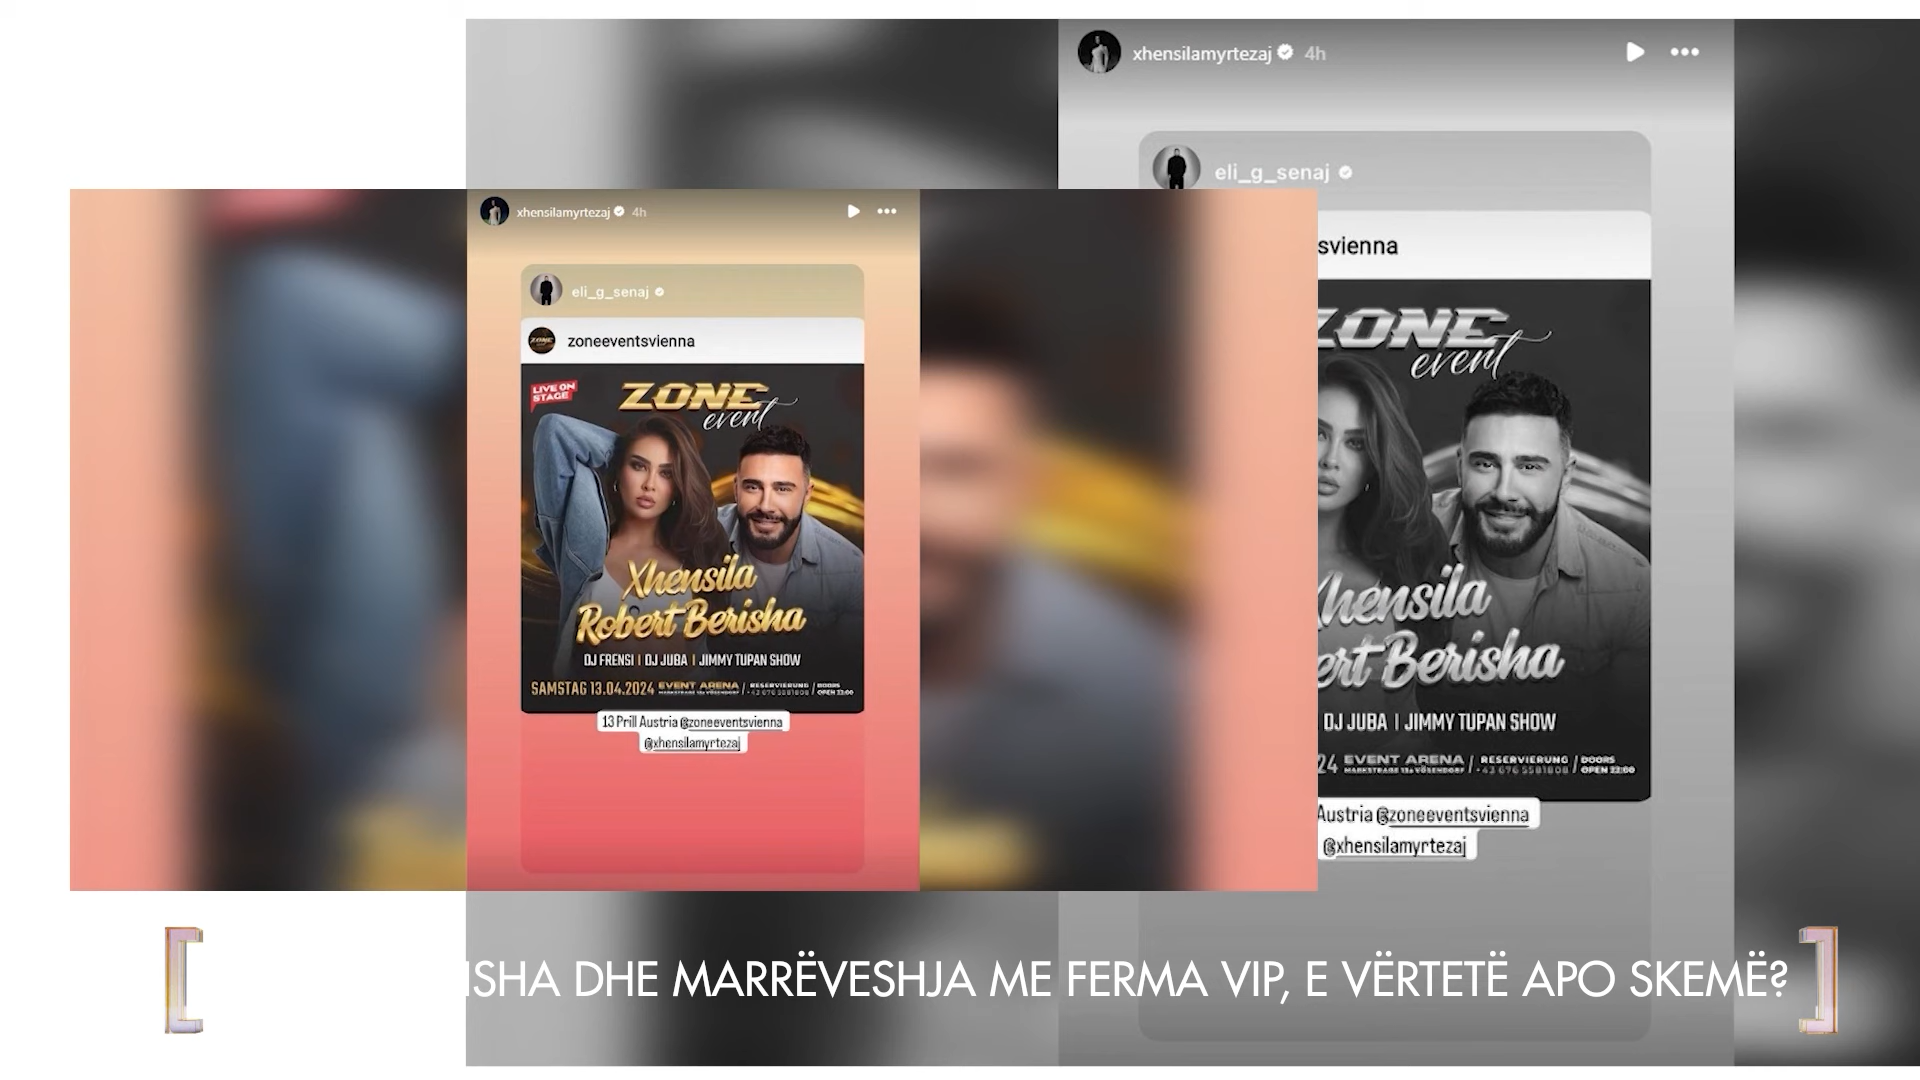 xhensilamyrtezaj 4h
eli_g_senaj
svienna
ZONE
event
hensila
ert Berisha
DJ JUBA | JIMMY TUPAN SHOW
24 EVENT ARENA / RESERVIERUNG / DOORS
OPEN 22:00
Austria @zoneeventsvienna
@xhensilamyrtezaj
xhensilamyrtezaj 4h
eli_g_senaj
zoneeventsvienna
LIVE ON
STAGE
ZONE
event
Xhensila
Robert Berisha
DJ FRENSI | DJ JUBA | JIMMY TUPAN SHOW
SAMSTAG 13.04.2024 EVENT ARENA / RESERVIERUNG / DOORS
OPEN 22:00
13 Prill Austria @zoneeventsvienna
@xhensilamyrtezaj
ISHA DHE MARRËVESHJA ME FERMA VIP, E VËRTETË APO SKEMË?